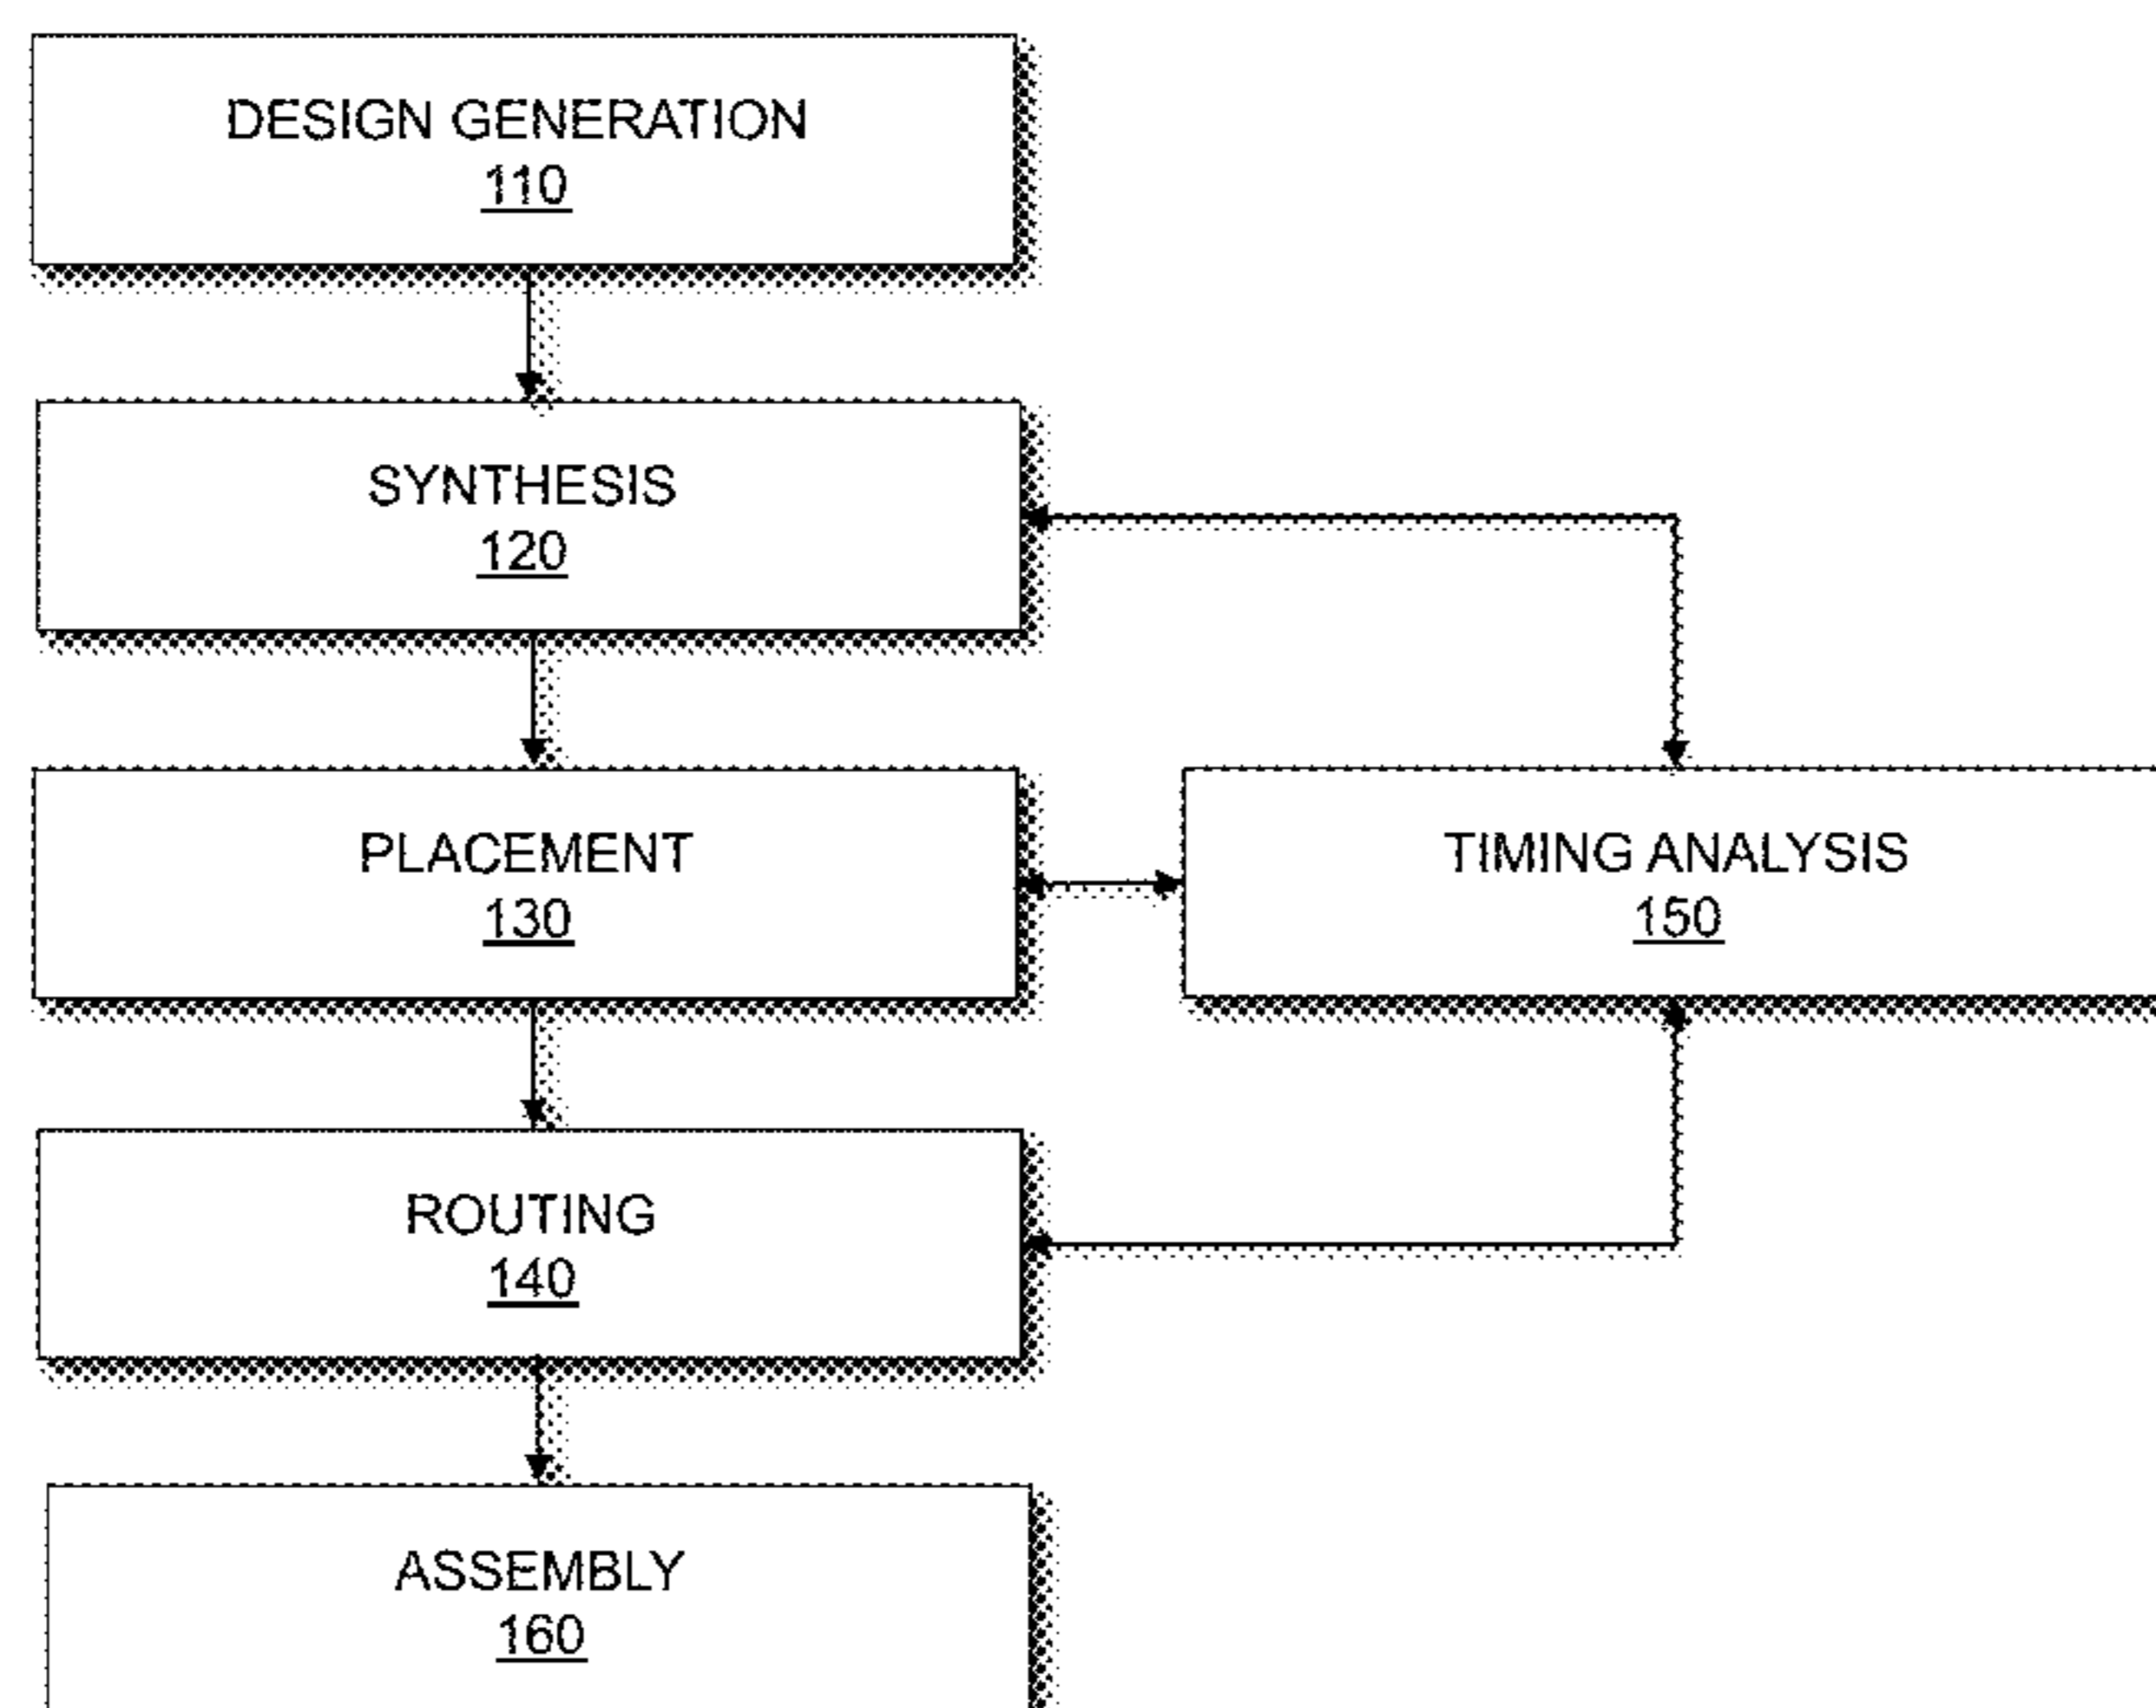 DESIGN GENERATION
110
SYNTHESIS
120
PLACEMENT
130
TIMING ANALYSIS
150
ROUTING
140
ASSEMBLY
160